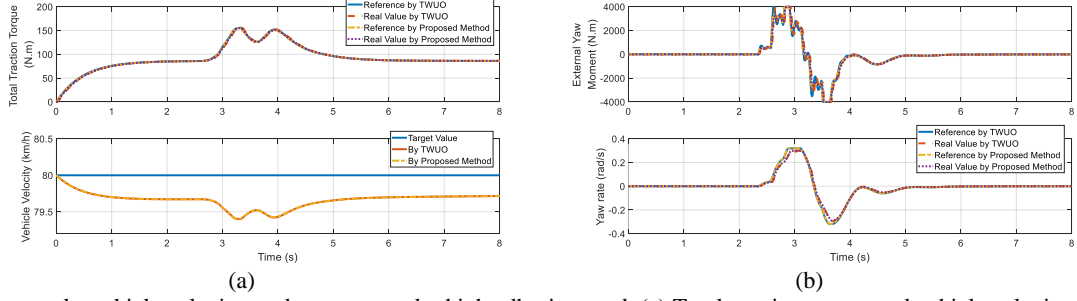 Total Traction Torque
(N.m)
200
150
100
50
0
0 1 2 3 4 5 6 7 8
Reference by TWUO
Real Value by TWUO
Reference by Proposed Method
Real Value by Proposed Method
Vehicle Velocity (km/h)
80.5
80
79.5
0 1 2 3 4 5 6 7 8
Time (s)
Target Value
By TWUO
By Proposed Method
(a)
External Yaw
Moment (N.m)
4000
2000
0
-2000
-4000
0 1 2 3 4 5 6 7 8
Yaw rate (rad/s)
0.4
0.2
0
-0.2
-0.4
0 1 2 3 4 5 6 7 8
Time (s)
Reference by TWUO
Real Value by TWUO
Reference by Proposed Method
Real Value by Proposed Method
(b)